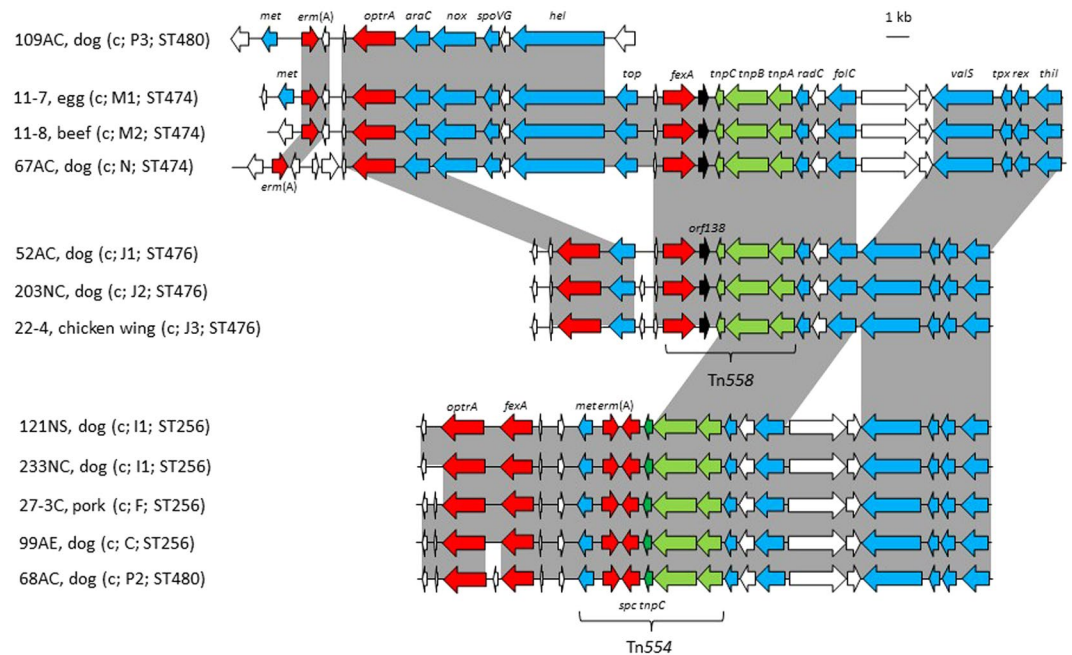 met erm(A) optrA araC nox spoVG hel 1 kb
109AC, dog (c; P3; ST480)
met top fexA tnpC tnpB tnpA radC folC valS tpx rex thil
11-7, egg (c; M1; ST474)
11-8, beef (c; M2; ST474)
67AC, dog (c; N; ST474)
erm(A)
orf138
52AC, dog (c; J1; ST476)
203NC, dog (c; J2; ST476)
22-4, chicken wing (c; J3; ST476)
Tn558
optrA fexA met erm(A)
121NS, dog (c; I1; ST256)
233NC, dog (c; I1; ST256)
27-3C, pork (c; F; ST256)
99AE, dog (c; C; ST256)
68AC, dog (c; P2; ST480)
spc tnpC
Tn554